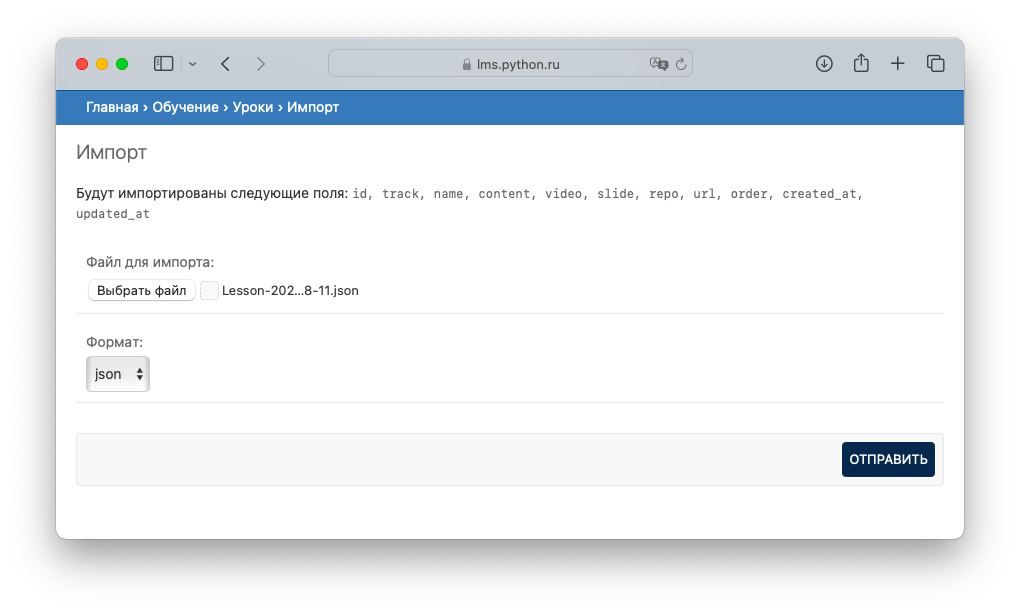 lms.python.ru
Главная › Обучение › Уроки › Импорт
Импорт
Будут импортированы следующие поля: id, track, name, content, video, slide, repo, url, order, created_at,
updated_at
Файл для импорта:
Выбрать файл Lesson-202...8-11.json
Формат:
json
ОТПРАВИТЬ